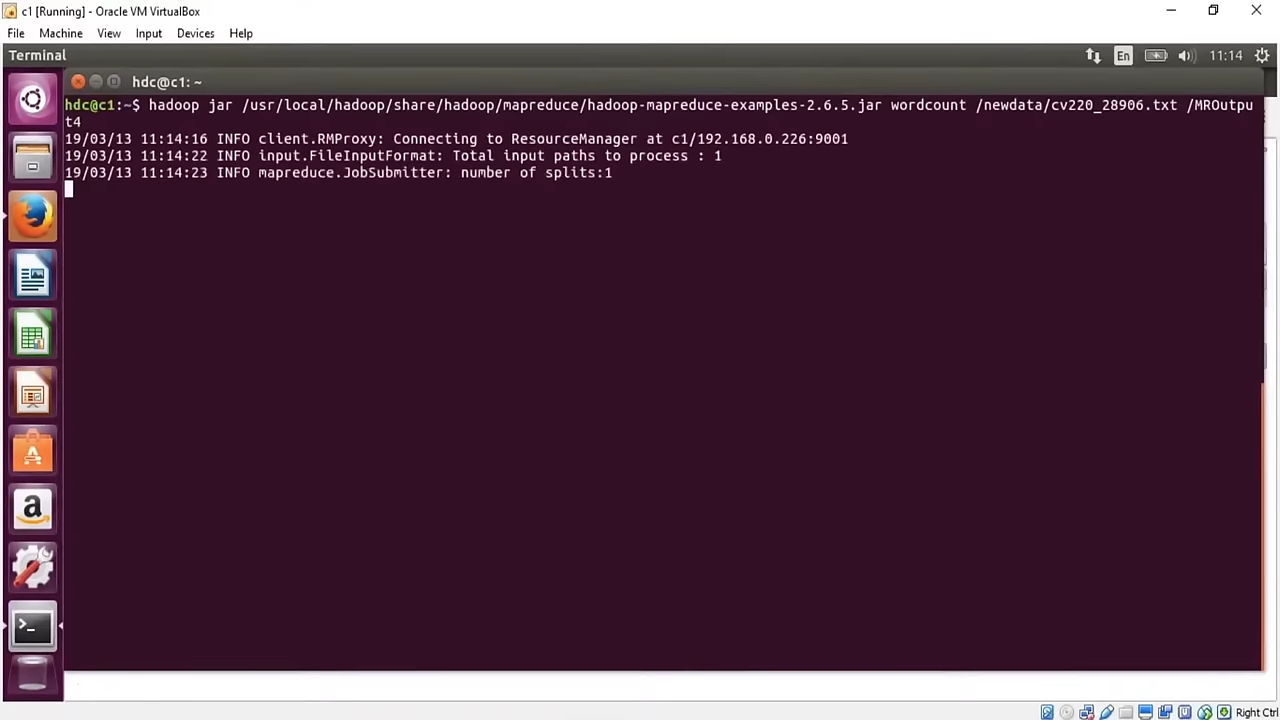 c1 [Running] - Oracle VM VirtualBox
File Machine View Input Devices Help
Terminal En 11:14
hdc@c1: ~
hdc@c1:~$ hadoop jar /usr/local/hadoop/share/hadoop/mapreduce/hadoop-mapreduce-examples-2.6.5.jar wordcount /newdata/cv220_28906.txt /MROutpu
t4
19/03/13 11:14:16 INFO client.RMProxy: Connecting to ResourceManager at c1/192.168.0.226:9001
19/03/13 11:14:22 INFO input.FileInputFormat: Total input paths to process : 1
19/03/13 11:14:23 INFO mapreduce.JobSubmitter: number of splits:1
Right Ctrl